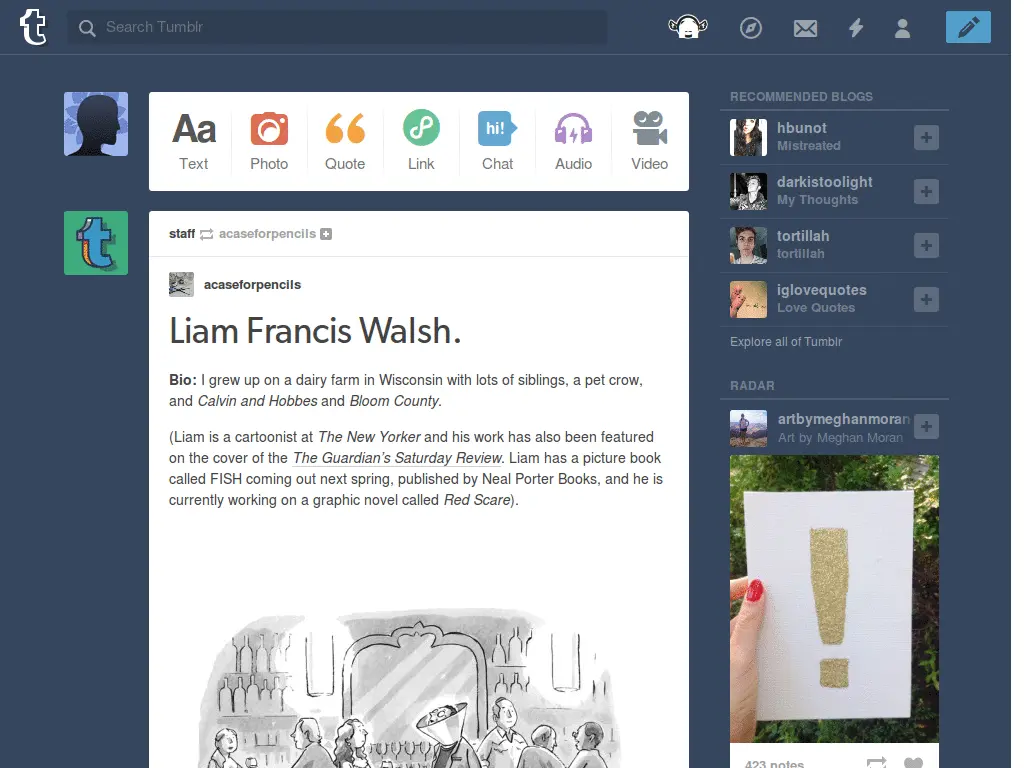 t
Search Tumblr
Aa
hi!
Text
Photo
Quote
Link
Chat
Audio
Video
t
staff acaseforpencils
acaseforpencils
Liam Francis Walsh.
Bio: I grew up on a dairy farm in Wisconsin with lots of siblings, a pet crow,
and Calvin and Hobbes and Bloom County.
(Liam is a cartoonist at The New Yorker and his work has also been featured
on the cover of the The Guardian’s Saturday Review. Liam has a picture book
called FISH coming out next spring, published by Neal Porter Books, and he is
currently working on a graphic novel called Red Scare).
RECOMMENDED BLOGS
hbunot
Mistreated
darkistoolight
My Thoughts
tortillah
tortillah
iglovequotes
Love Quotes
Explore all of Tumblr
RADAR
artbymeghanmoran
Art by Meghan Moran
!
423 notes